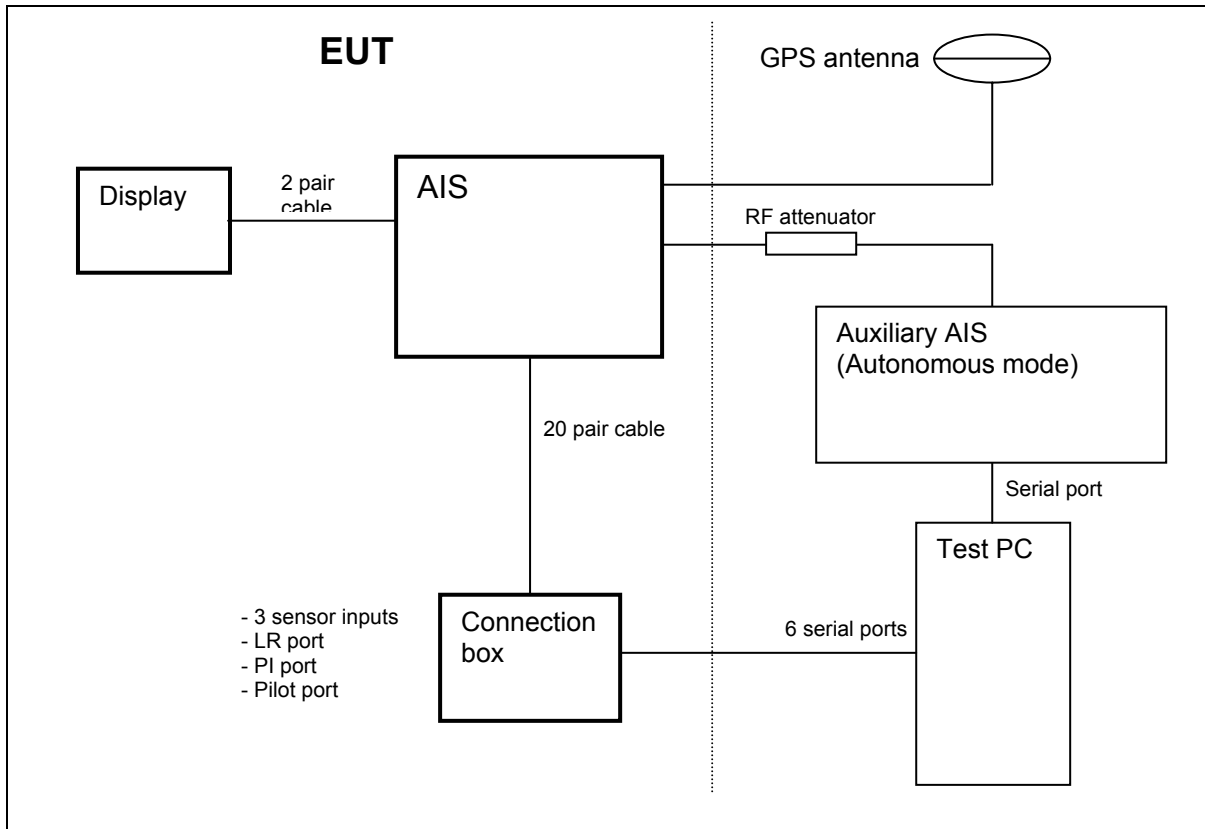 EUT
GPS antenna
Display
2 pair
cable
AIS
RF attenuator
Auxiliary AIS
(Autonomous mode)
20 pair cable
Serial port
Test PC
- 3 sensor inputs
- LR port
- PI port
- Pilot port
Connection
box
6 serial ports